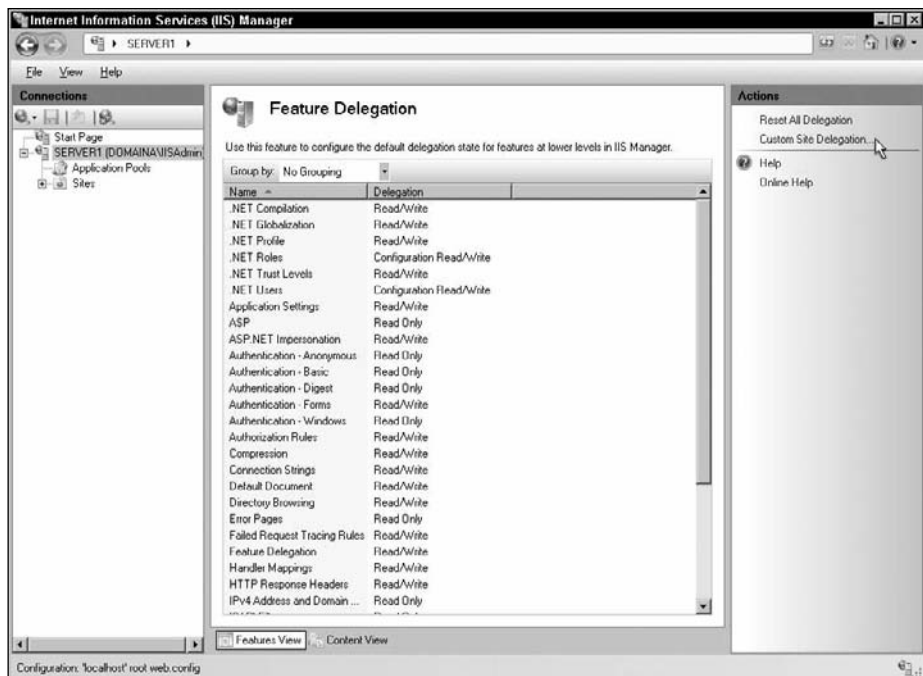 Internet Information Services (IIS) Manager
SERVER1
File View Help
Connections
Start Page
SERVER1 (DOMAINA\IISAdmin
Application Pools
Sites
Feature Delegation
Use this feature to configure the default delegation state for features at lower levels in IIS Manager.
Group by: No Grouping
Name Delegation
.NET Compilation Read/Write
.NET Globalization Read/Write
.NET Profile Read/Write
.NET Roles Configuration Read/Write
.NET Trust Levels Read/Write
.NET Users Configuration Read/Write
Application Settings Read/Write
ASP Read Only
ASP.NET Impersonation Read/Write
Authentication - Anonymous Read Only
Authentication - Basic Read Only
Authentication - Digest Read Only
Authentication - Forms Read/Write
Authentication - Windows Read Only
Authorization Rules Read/Write
Compression Read/Write
Connection Strings Read/Write
Default Document Read/Write
Directory Browsing Read/Write
Error Pages Read Only
Failed Request Tracing Rules Read/Write
Feature Delegation Read/Write
Handler Mappings Read/Write
HTTP Response Headers Read/Write
IPv4 Address and Domain ... Read Only
Features View Content View
Actions
Reset All Delegation
Custom Site Delegation...
Help
Online Help
Configuration: 'localhost' root web.config